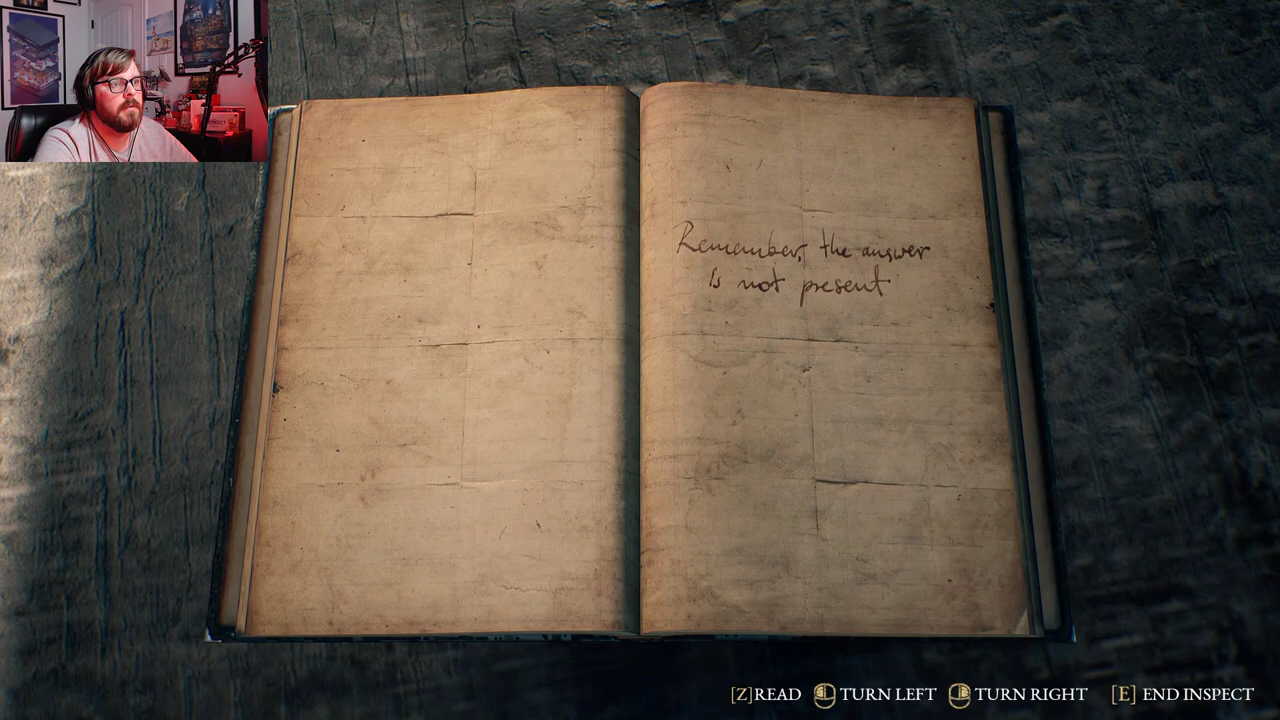 Remember, the answer
is not present
[Z]READ TURN LEFT TURN RIGHT [E] END INSPECT